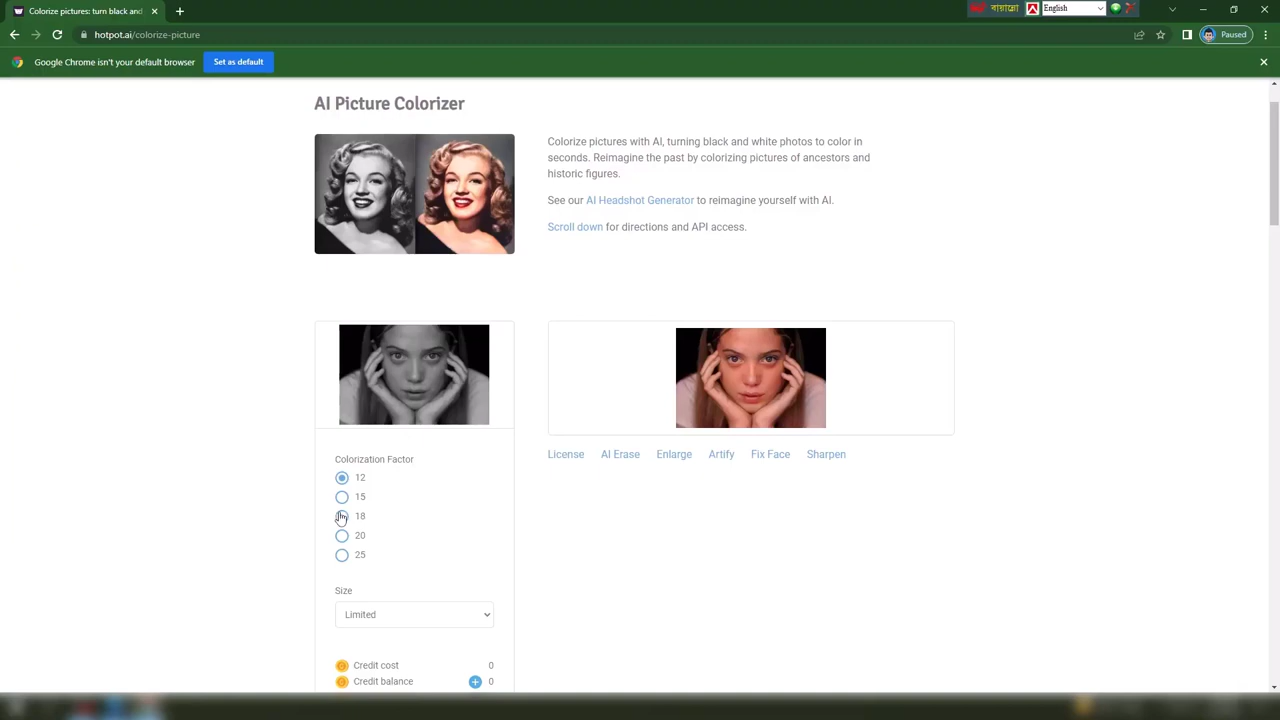 Colorize pictures: turn black and
বায়ান্নো
English
hotpot.ai/colorize-picture
Paused
Google Chrome isn't your default browser
Set as default
AI Picture Colorizer
Colorize pictures with AI, turning black and white photos to color in
seconds. Reimagine the past by colorizing pictures of ancestors and
historic figures.
See our AI Headshot Generator to reimagine yourself with AI.
Scroll down for directions and API access.
License AI Erase Enlarge Artify Fix Face Sharpen
Colorization Factor
12
15
18
20
25
Size
Limited
Credit cost 0
Credit balance 0